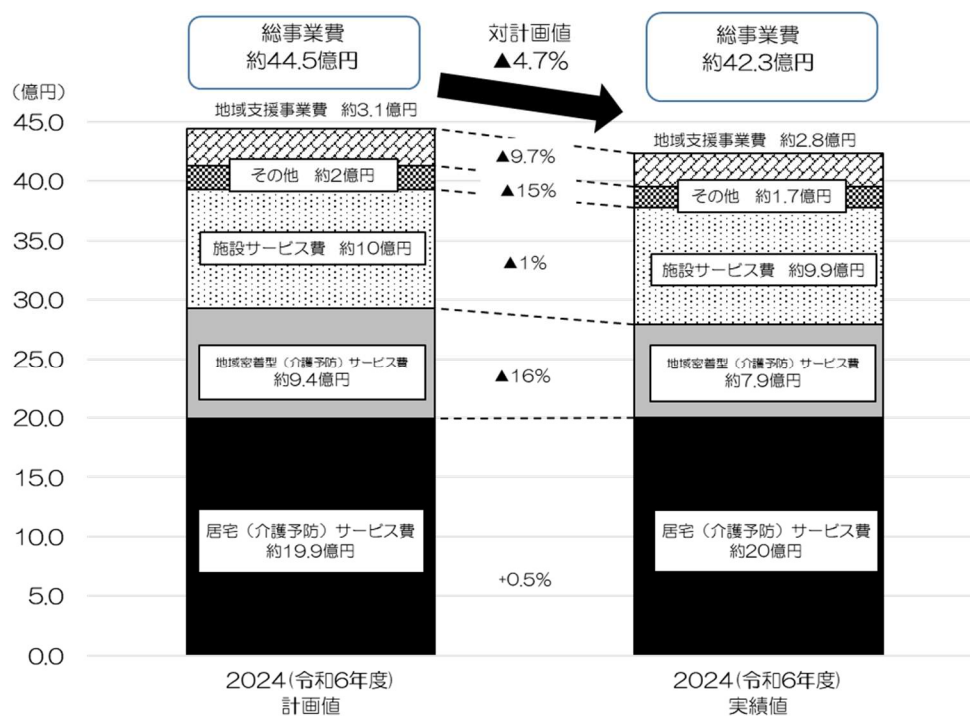 総事業費
約44.5億円
対計画値
▲4.7%
総事業費
約42.3億円
(億円)
地域支援事業費 約3.1億円
45.0
地域支援事業費 約2.8億円
▲9.7%
その他 約2億円
40.0
▲15%
その他 約1.7億円
35.0
施設サービス費 約10億円
▲1%
施設サービス費 約9.9億円
30.0
25.0
地域密着型(介護予防)サービス費
約9.4億円
▲16%
地域密着型(介護予防)サービス費
約7.9億円
20.0
15.0
居宅(介護予防)サービス費
約19.9億円
居宅(介護予防)サービス費
約20億円
10.0
+0.5%
5.0
0.0
2024(令和6年度)
計画値
2024(令和6年度)
実績値